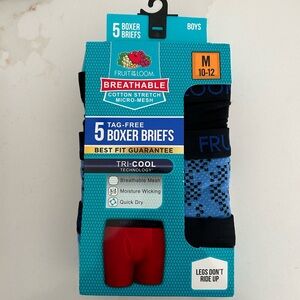 5 BOXER
BRIEFS
BOYS
M
10-12
FRUIT OF THE LOOM
BREATHABLE
COTTON STRETCH
MICRO-MESH
TAG-FREE
5 BOXER BRIEFS
BEST FIT GUARANTEE
FRU
TRI-COOL
TECHNOLOGY
Breathable Mesh
Moisture Wicking
Quick Dry
LEGS DON'T
RIDE UP